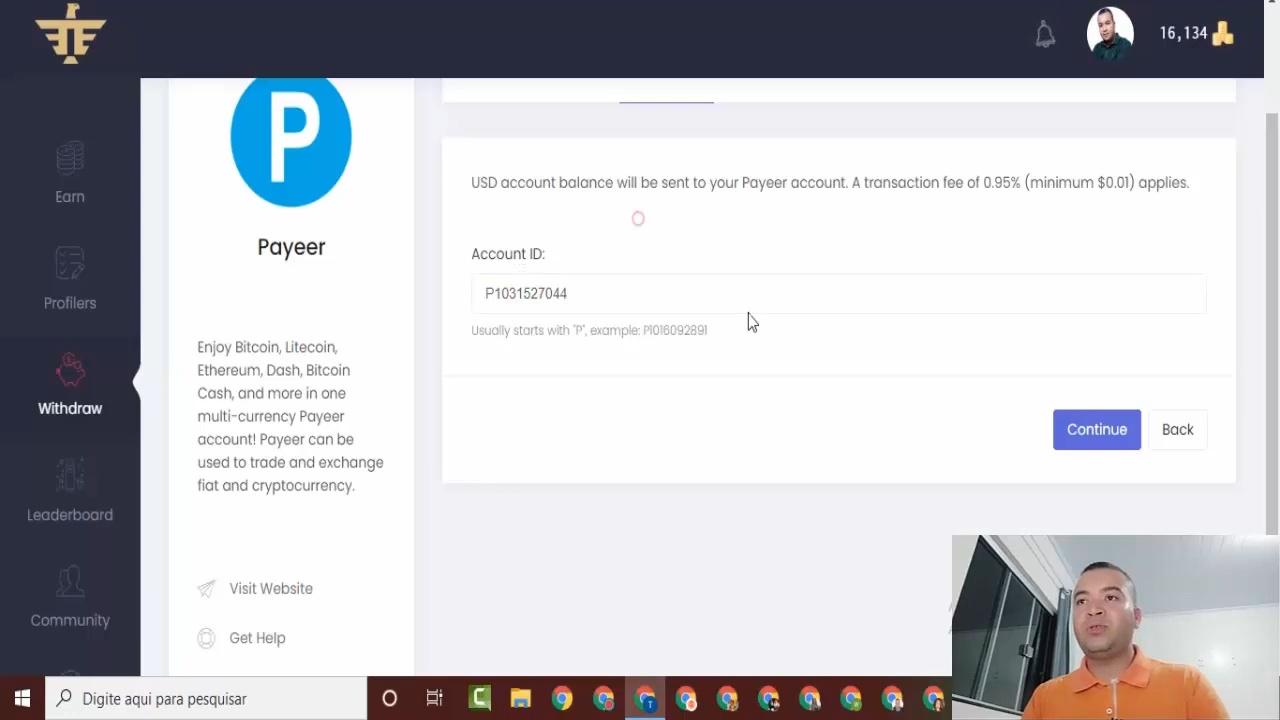 16,134
Earn
Profilers
Withdraw
Leaderboard
Community
P
Payeer
Enjoy Bitcoin, Litecoin,
Ethereum, Dash, Bitcoin
Cash, and more in one
multi-currency Payeer
account! Payeer can be
used to trade and exchange
fiat and cryptocurrency.
Visit Website
Get Help
USD account balance will be sent to your Payeer account. A transaction fee of 0.95% (minimum $0.01) applies.
Account ID:
P1031527044
Usually starts with "P", example: P1016092891
Continue
Back
Digite aqui para pesquisar